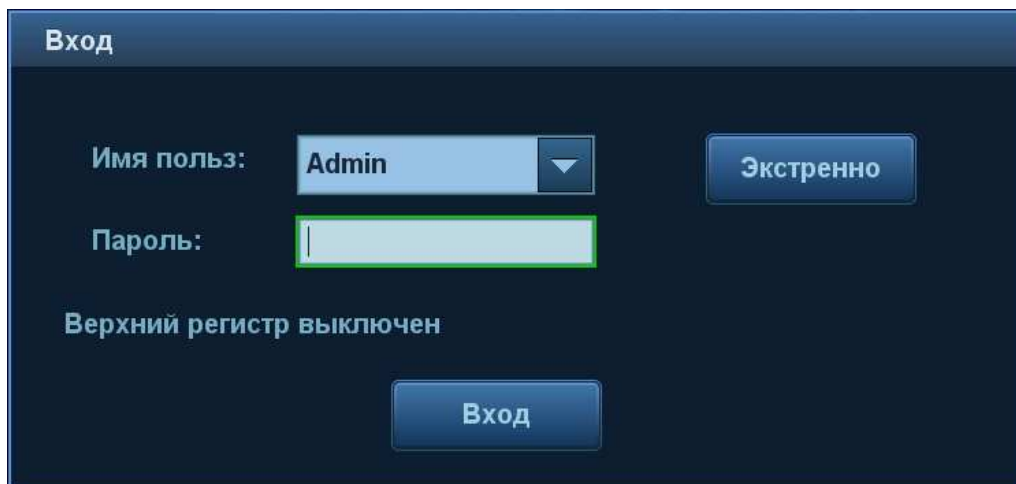 Вход
Имя польз: Admin Экстренно
Пароль:
Верхний регистр выключен
Вход